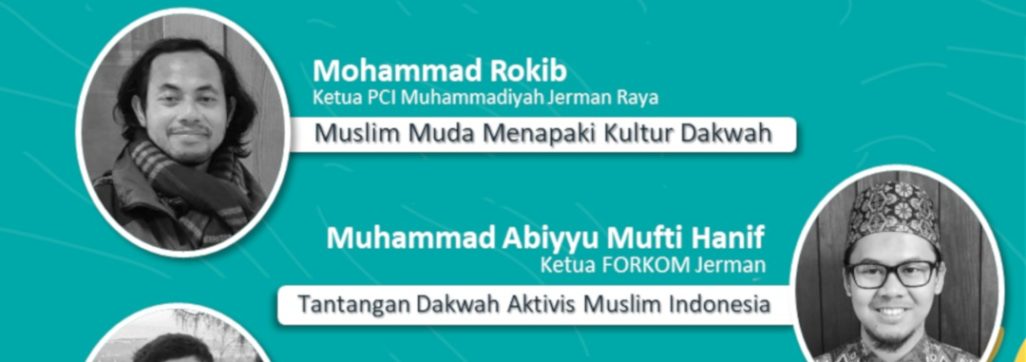 Mohammad Rokib
Ketua PCI Muhammadiyah Jerman Raya
Muslim Muda Menapaki Kultur Dakwah
Muhammad Abiyyu Mufti Hanif
Ketua FORKOM Jerman
Tantangan Dakwah Aktivis Muslim Indonesia